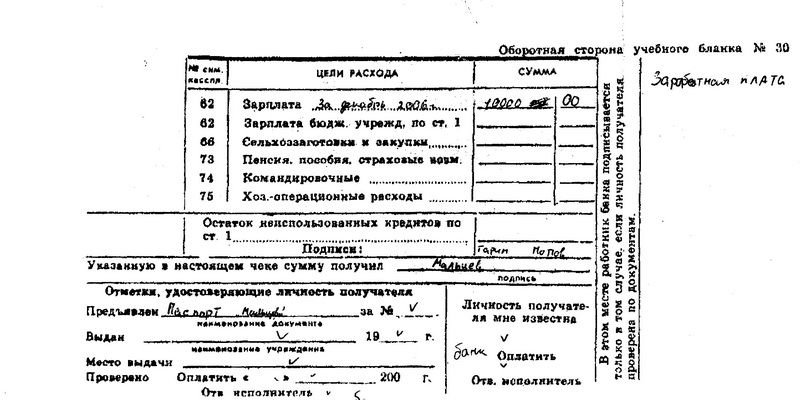 Оборотная сторона учебного бланка № 30
№ сим. касспл.
ЦЕЛИ РАСХОДА
СУММА
62 Зарплата за декабрь 2006 г. 10000 00
62 Зарплата бюдж. учрежд, по ст. 1
66 Сельхоззаготовки и закупки
73 Пенсия, пособия, страховые возм.
74 Командировочные
75 Хоз.-операционные расходы
Остаток неиспользованных кредитов по
ст. 1
Подписи: Гарин Попов
Указанную в настоящем чеке сумму получил Мальцев
подпись
Отметки, удостоверяющие личность получателя
Предъявлен Паспорт Мальцев за № V
наименование документа
Выдан V 19 V г.
наименование учреждения
Место выдачи V
Проверено Оплатить « » 200 г.
Отв исполнитель
Личность получате-
ля мне известна
V
банк Оплатить
Отв. исполнитель
В этом месте работник банка подписывается
только в том случае, если личность получателя
проверена по документам.
Заработная плата